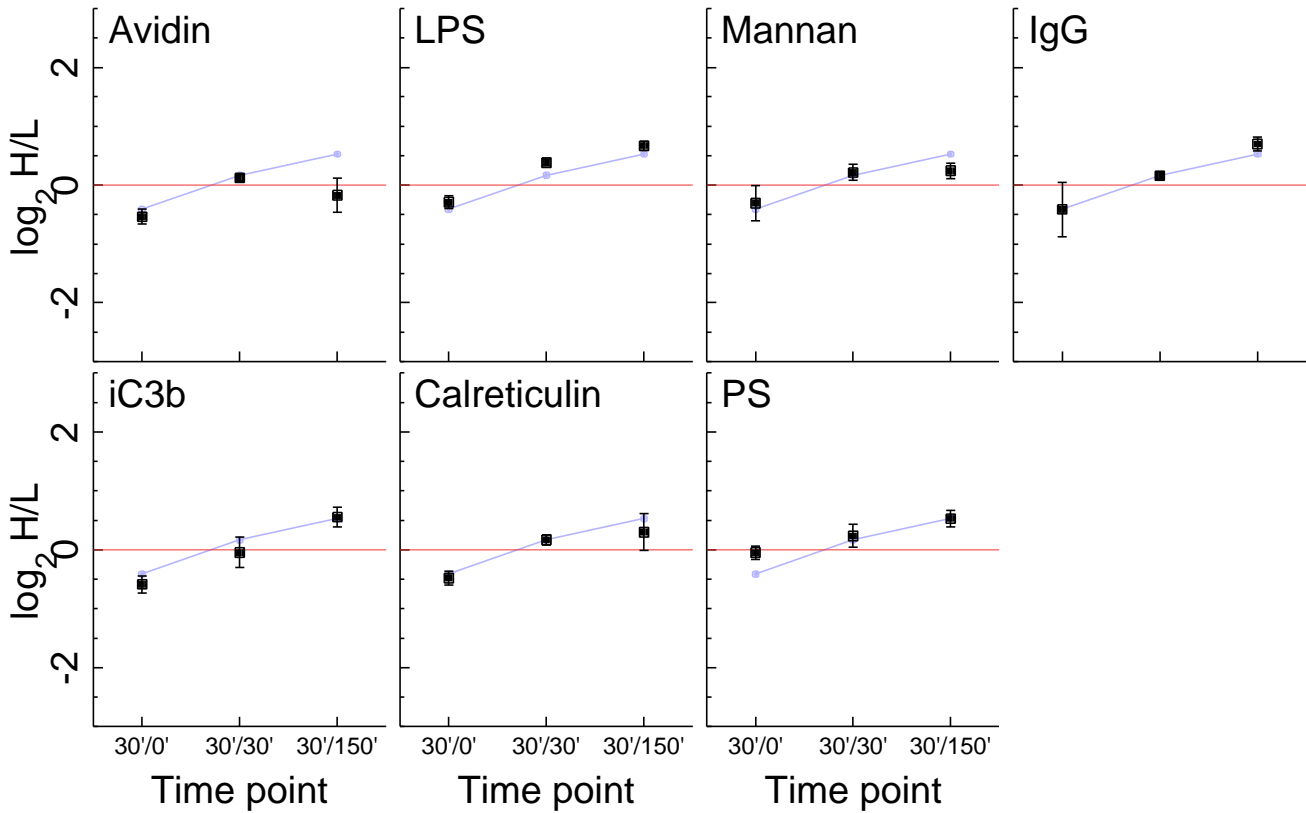 Avidin
LPS
Mannan
IgG
2
0
-2
log2 H/L
iC3b
Calreticulin
PS
2
0
-2
log2 H/L
30'/0' 30'/30' 30'/150'
30'/0' 30'/30' 30'/150'
30'/0' 30'/30' 30'/150'
Time point
Time point
Time point